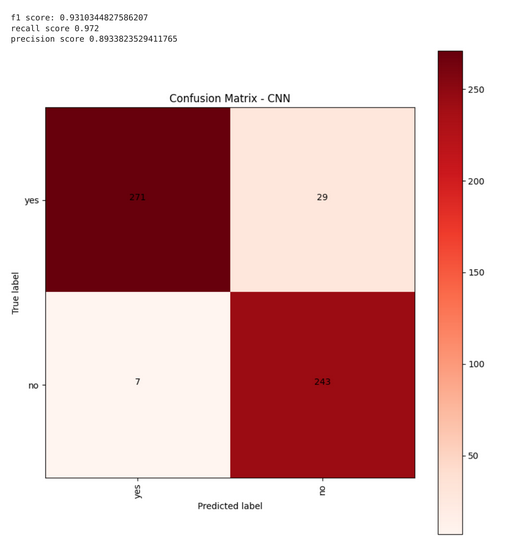 f1 score: 0.9310344827586207
recall score 0.972
precision score 0.8933823529411765
Confusion Matrix - CNN
250
200
150
100
50
True label
yes
no
271 29
7 243
yes no
Predicted label